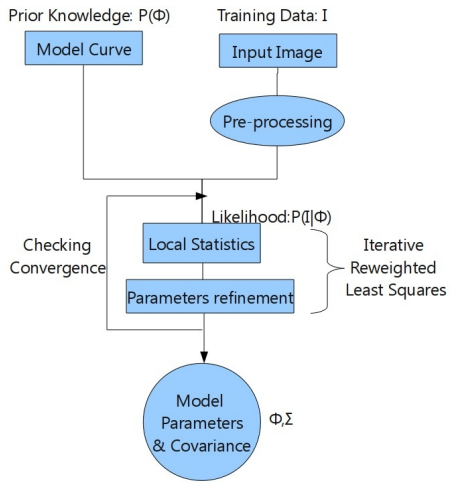 Prior Knowledge: P(Φ)
Training Data: I
Model Curve
Input Image
Pre-processing
Likelihood:P(I|Φ)
Local Statistics
Checking
Convergence
Iterative
Reweighted
Least Squares
Parameters refinement
Model
Parameters
& Covariance
Φ,Σ